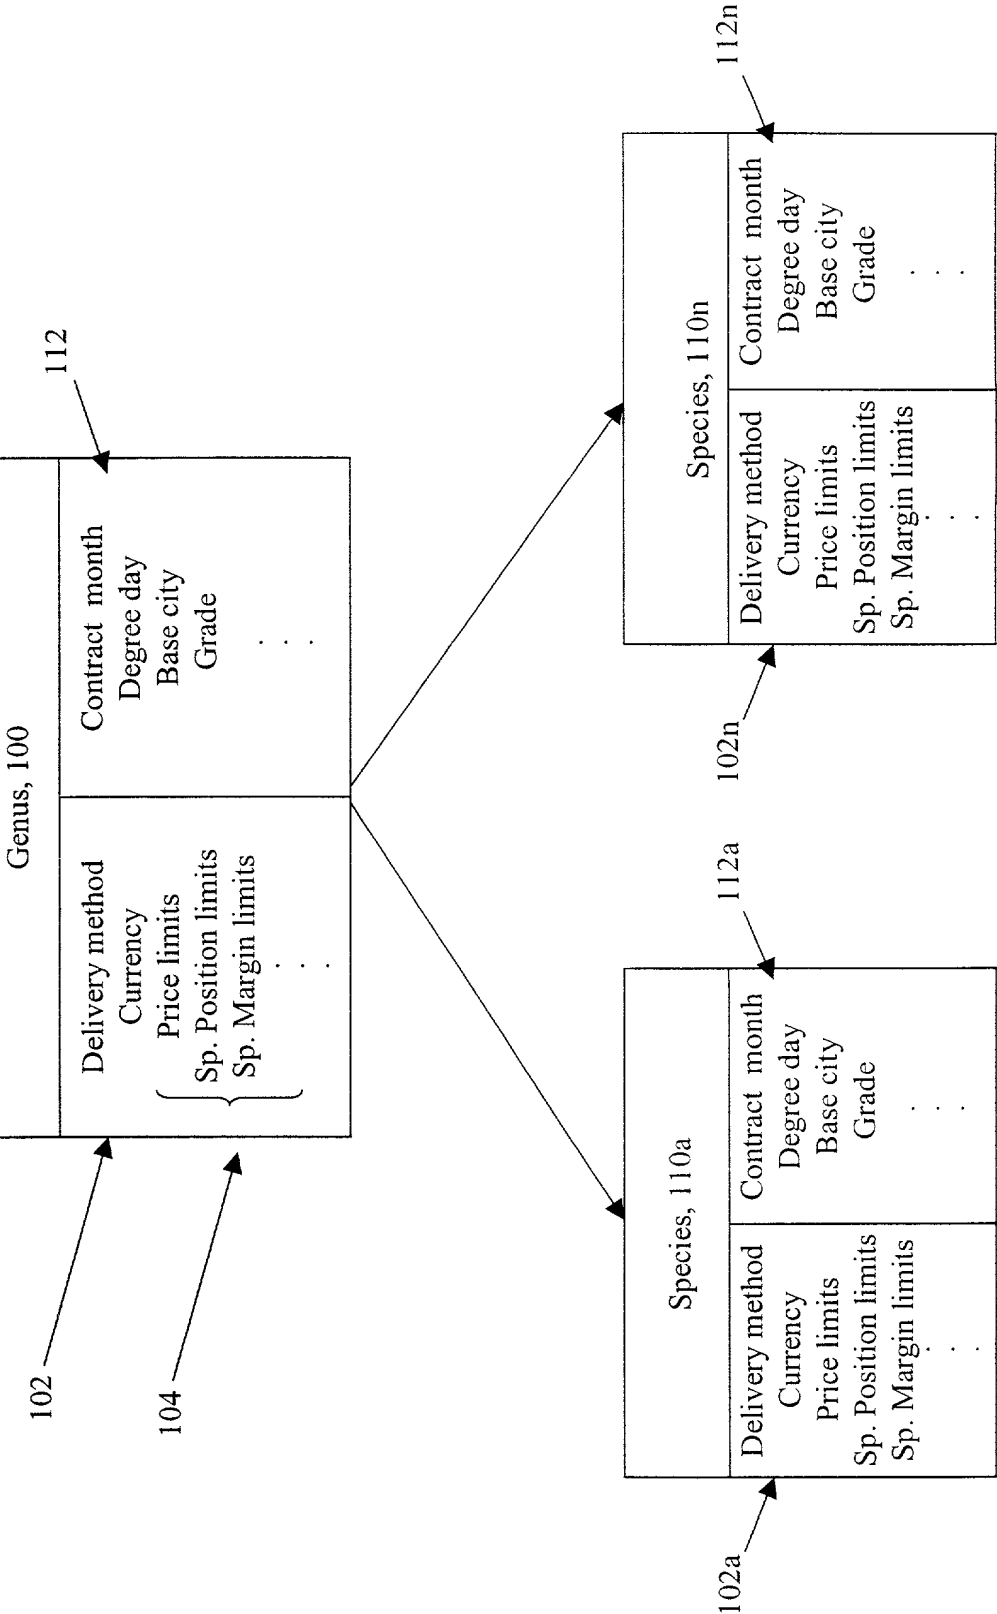 Genus, 100
102
104
Delivery method
Currency
Price limits
Sp. Position limits
Sp. Margin limits
. . .
112
Contract month
Degree day
Base city
Grade
. . .
Species, 110a
102a
Delivery method
Currency
Price limits
Sp. Position limits
Sp. Margin limits
. . .
112a
Contract month
Degree day
Base city
Grade
. . .
Species, 110n
102n
Delivery method
Currency
Price limits
Sp. Position limits
Sp. Margin limits
. . .
112n
Contract month
Degree day
Base city
Grade
. . .